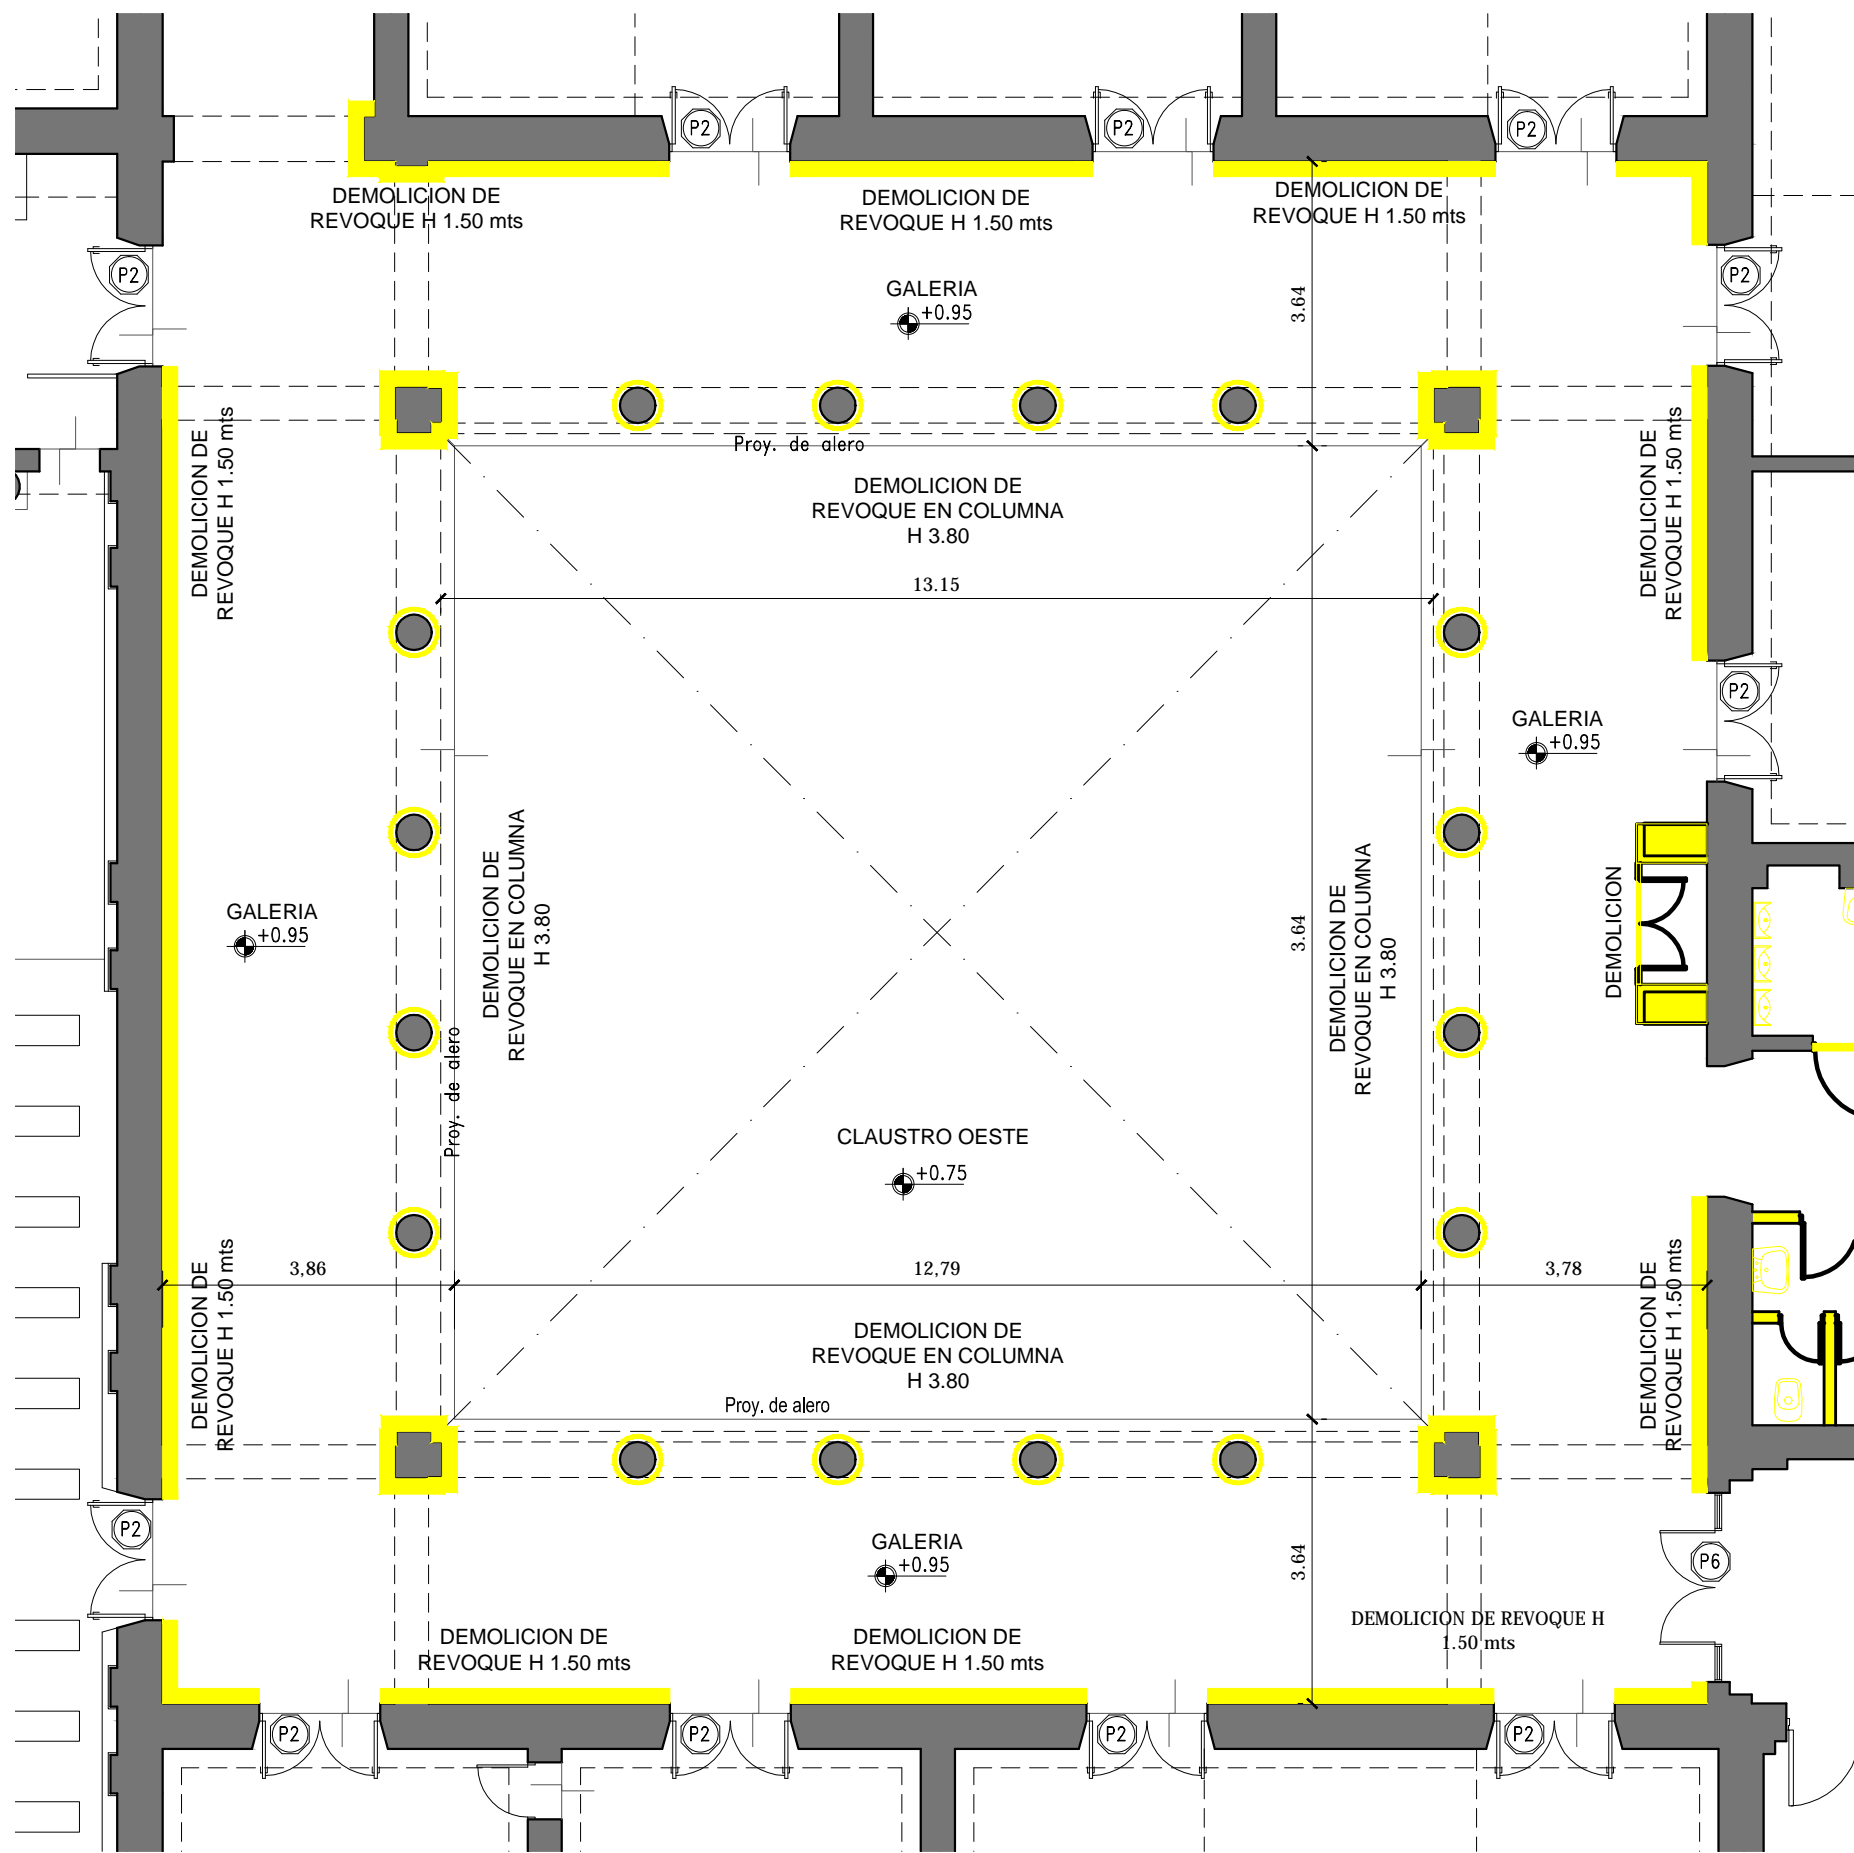 P2
P2
P2
DEMOLICION DE
REVOQUE H 1.50 mts
DEMOLICION DE
REVOQUE H 1.50 mts
DEMOLICION DE
REVOQUE H 1.50 mts
P2
P2
GALERIA
+0.95
3.64
DEMOLICION DE
REVOQUE H 1.50 mts
Proy. de alero
DEMOLICION DE
REVOQUE EN COLUMNA
H 3.80
DEMOLICION DE
REVOQUE H 1.50 mts
13.15
P2
GALERIA
+0.95
GALERIA
+0.95
DEMOLICION DE
REVOQUE EN COLUMNA
H 3.80
3.64
DEMOLICION DE
REVOQUE EN COLUMNA
H 3.80
DEMOLICION
Proy. de alero
CLAUSTRO OESTE
+0.75
DEMOLICION DE
REVOQUE H 1.50 mts
3,86
12,79
3,78
DEMOLICION DE
REVOQUE H 1.50 mts
DEMOLICION DE
REVOQUE EN COLUMNA
H 3.80
Proy. de alero
P2
GALERIA
+0.95
3.64
P6
DEMOLICION DE
REVOQUE H 1.50 mts
DEMOLICION DE
REVOQUE H 1.50 mts
DEMOLICION DE REVOQUE H
1.50 mts
P2
P2
P2
P2